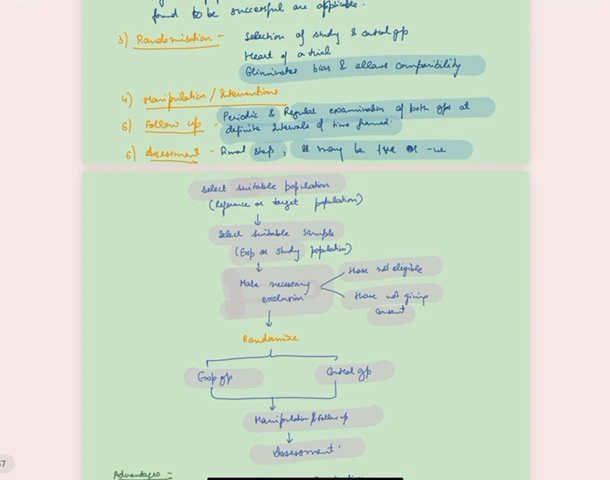 found to be successful are applicable.
3) Randomisation - Selection of study & control gp
Heart of a trial
Eliminates bias & allows comparibility
4) Manipulation / Intervention
5) Follow up - Periodic & Regular examination of both gps at
definite Intervals of time framed.
6) Assessment - Final step, It may be +ve or -ve
Select suitable population
(Reference or target population)
Select suitable sample
(Exp or study population)
Make necessary
exclusion
Those not eligible
Those not giving
consent
Randomize
Exp gp
Control gp
Manipulation & Follow up
Assessment
Advantages -